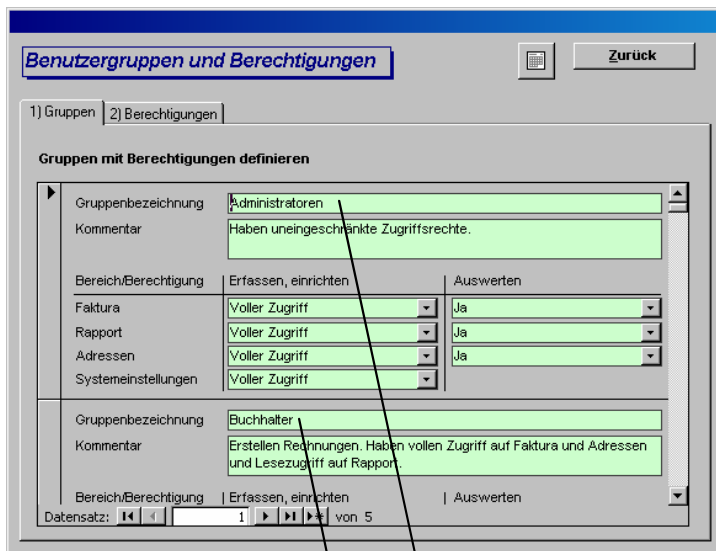 Benutzergruppen und Berechtigungen
Zurück
1) Gruppen 2) Berechtigungen
Gruppen mit Berechtigungen definieren
Gruppenbezeichnung Administratoren
Kommentar Haben uneingeschränkte Zugriffsrechte.
Bereich/Berechtigung Erfassen, einrichten Auswerten
Faktura Voller Zugriff Ja
Rapport Voller Zugriff Ja
Adressen Voller Zugriff Ja
Systemeinstellungen Voller Zugriff
Gruppenbezeichnung Buchhalter
Kommentar Erstellen Rechnungen. Haben vollen Zugriff auf Faktura und Adressen
und Lesezugriff auf Rapport.
Bereich/Berechtigung Erfassen, einrichten Auswerten
Datensatz: 1 von 5